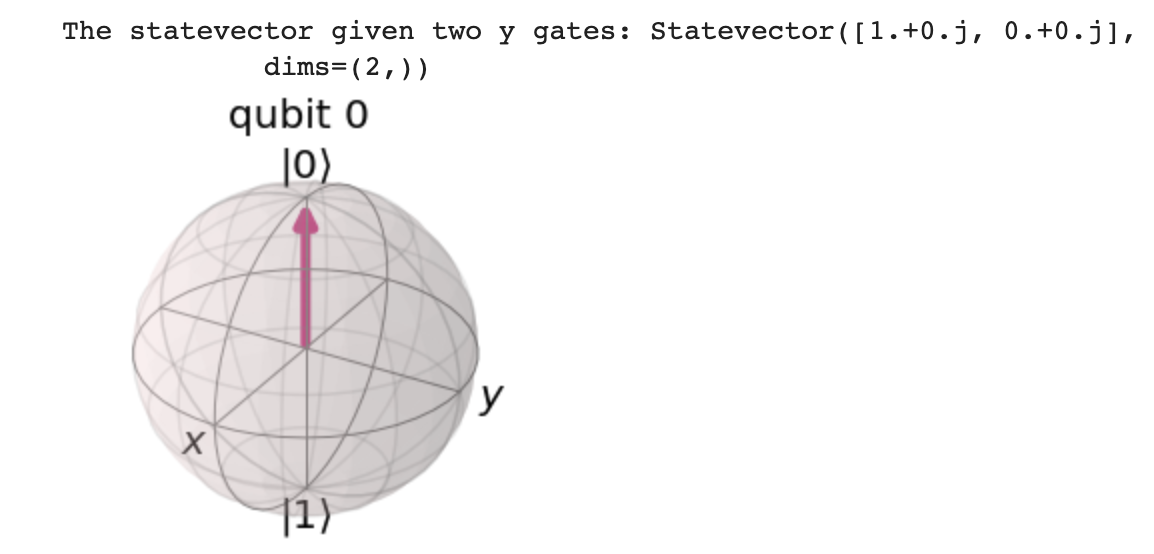 The statevector given two y gates: Statevector([1.+0.j, 0.+0.j],
dims=(2,))
qubit 0
|0⟩
y
x
|1⟩